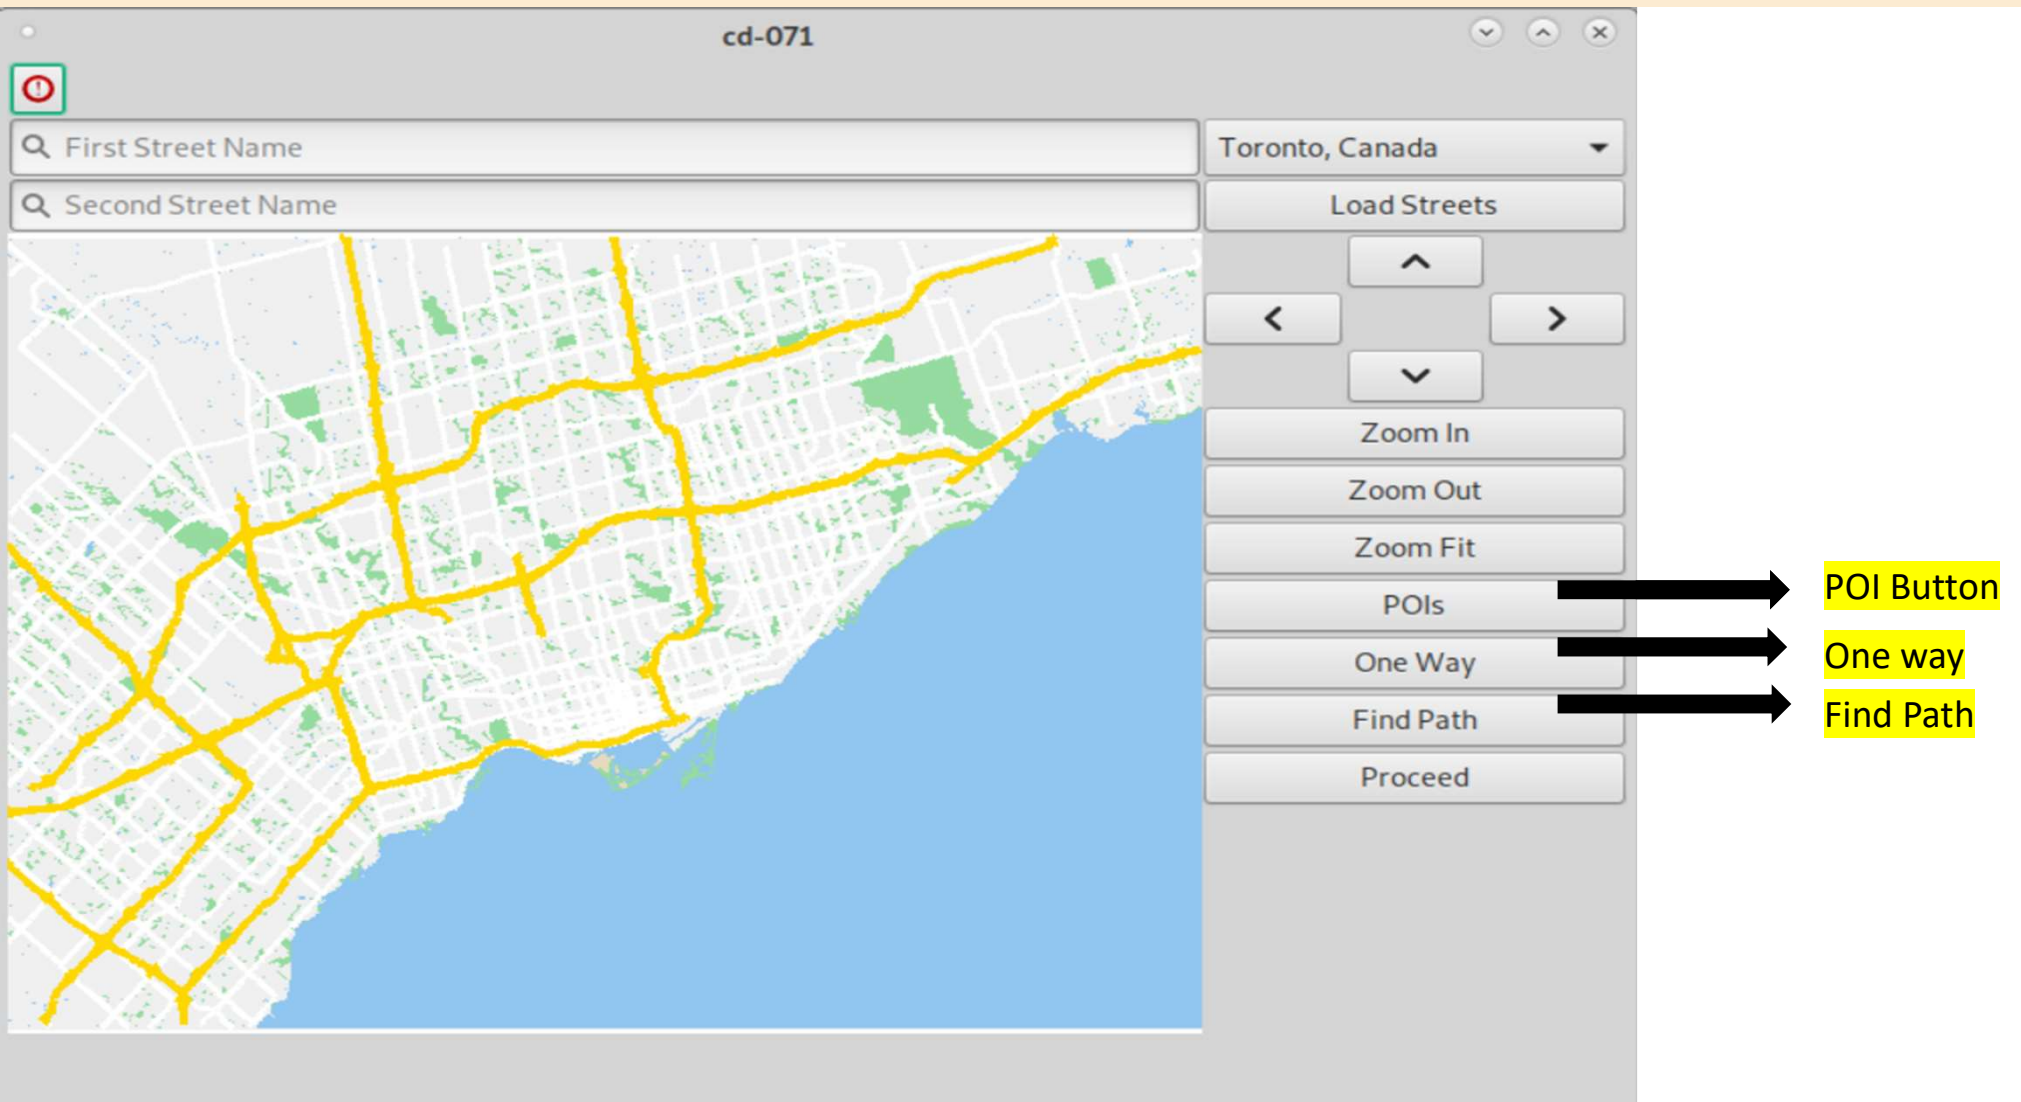 cd-071
First Street Name
Toronto, Canada
Second Street Name
Load Streets
Zoom In
Zoom Out
Zoom Fit
POIs
POI Button
One Way
One way
Find Path
Find Path
Proceed